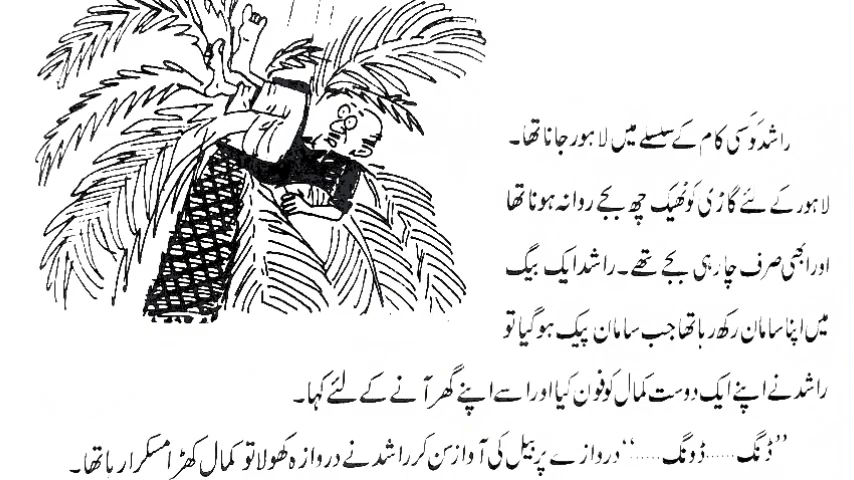 راشد کو کسی کام کے سلسلے میں لاہور جانا تھا۔
لاہور کے لئے گاڑی کو ٹھیک چھ بجے روانہ ہونا تھا
اور ابھی صرف چار ہی بجے تھے۔ راشد ایک بیگ
میں اپنا سامان رکھ رہا تھا جب سامان پیک ہو گیا تو
راشد نے اپنے ایک دوست کمال کو فون کیا اور اسے اپنے گھر آنے کے لئے کہا۔
”ڈنگ.....ڈونگ.....“ دروازے پر بیل کی آواز سن کر راشد نے دروازہ کھولا تو کمال کھڑا مسکرا رہا تھا۔